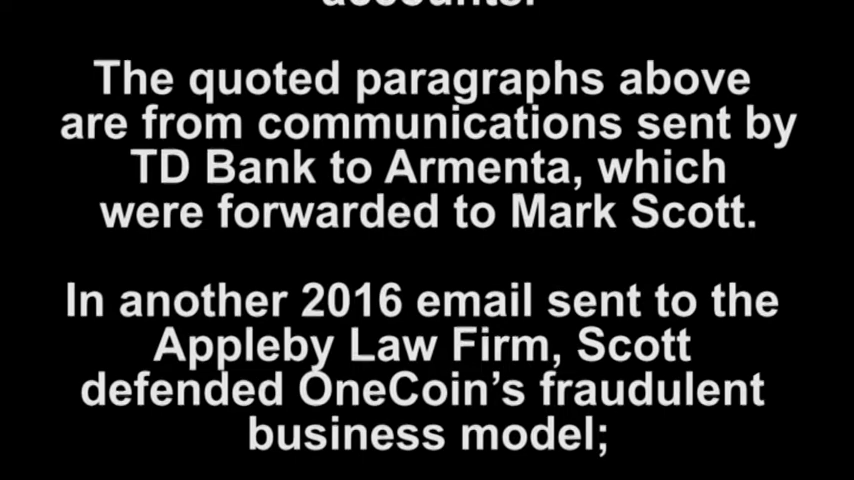 accounts.
The quoted paragraphs above
are from communications sent by
TD Bank to Armenta, which
were forwarded to Mark Scott.
In another 2016 email sent to the
Appleby Law Firm, Scott
defended OneCoin’s fraudulent
business model;